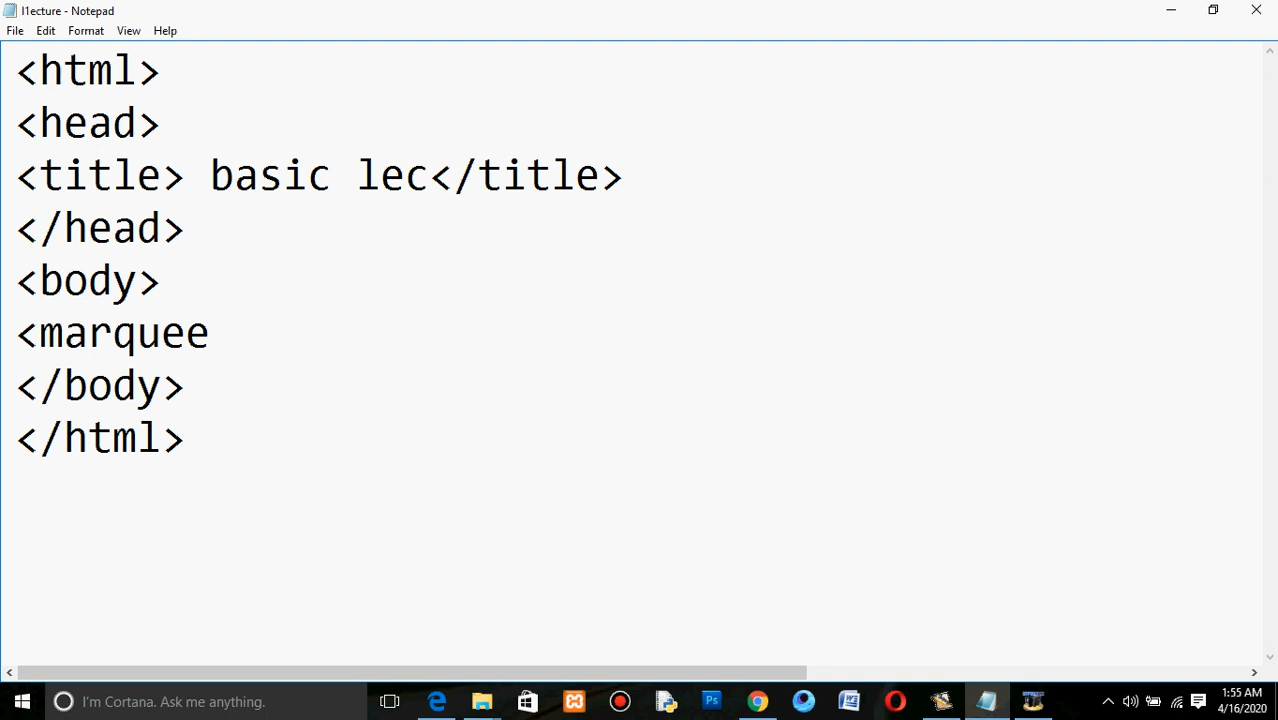 l1ecture - Notepad
File Edit Format View Help
<html>
<head>
<title> basic lec</title>
</head>
<body>
<marquee
</body>
</html>
I'm Cortana. Ask me anything.
Ps
1:55 AM
4/16/2020